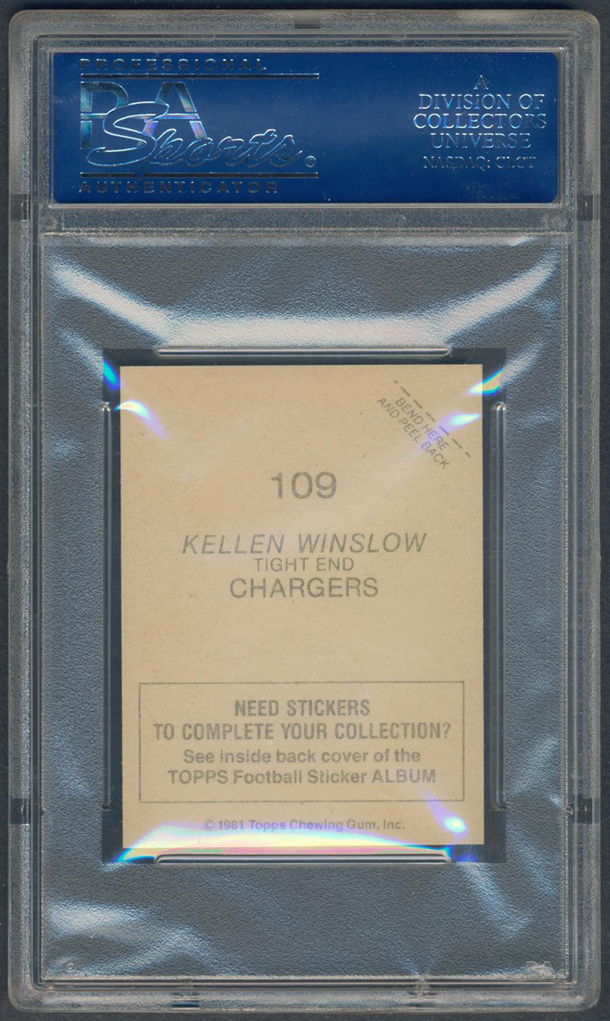 PROFESSIONAL
PSA
Sports
AUTHENTICATOR
A
DIVISION OF
COLLECTORS
UNIVERSE
NASDAQ: CLCT
BEND HERE
AND PEEL BACK
109
KELLEN WINSLOW
TIGHT END
CHARGERS
NEED STICKERS
TO COMPLETE YOUR COLLECTION?
See inside back cover of the
TOPPS Football Sticker ALBUM
© 1981 Topps Chewing Gum, Inc.